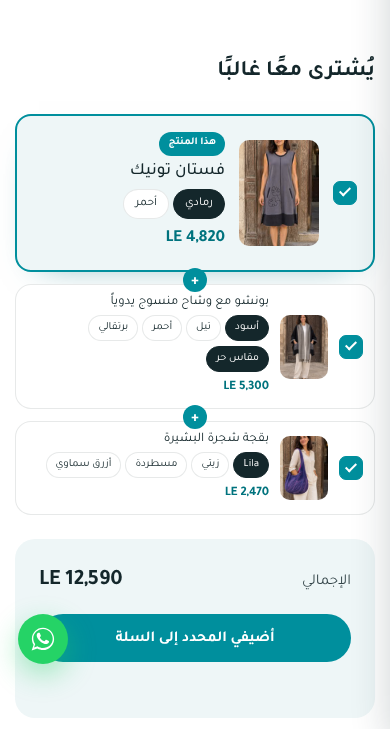 يُشترى معًا غالبًا
هذا المنتج
فستان تونيك
رمادي أحمر
LE 4,820
+
بونشو مع وشاح منسوج يدوياً
أسود تيل أحمر برتقالي
مقاس حر
LE 5,300
+
بقجة شجرة البشيرة
Lila زيتي مسطردة أزرق سماوي
LE 2,470
الإجمالي LE 12,590
أضيفي المحدد إلى السلة